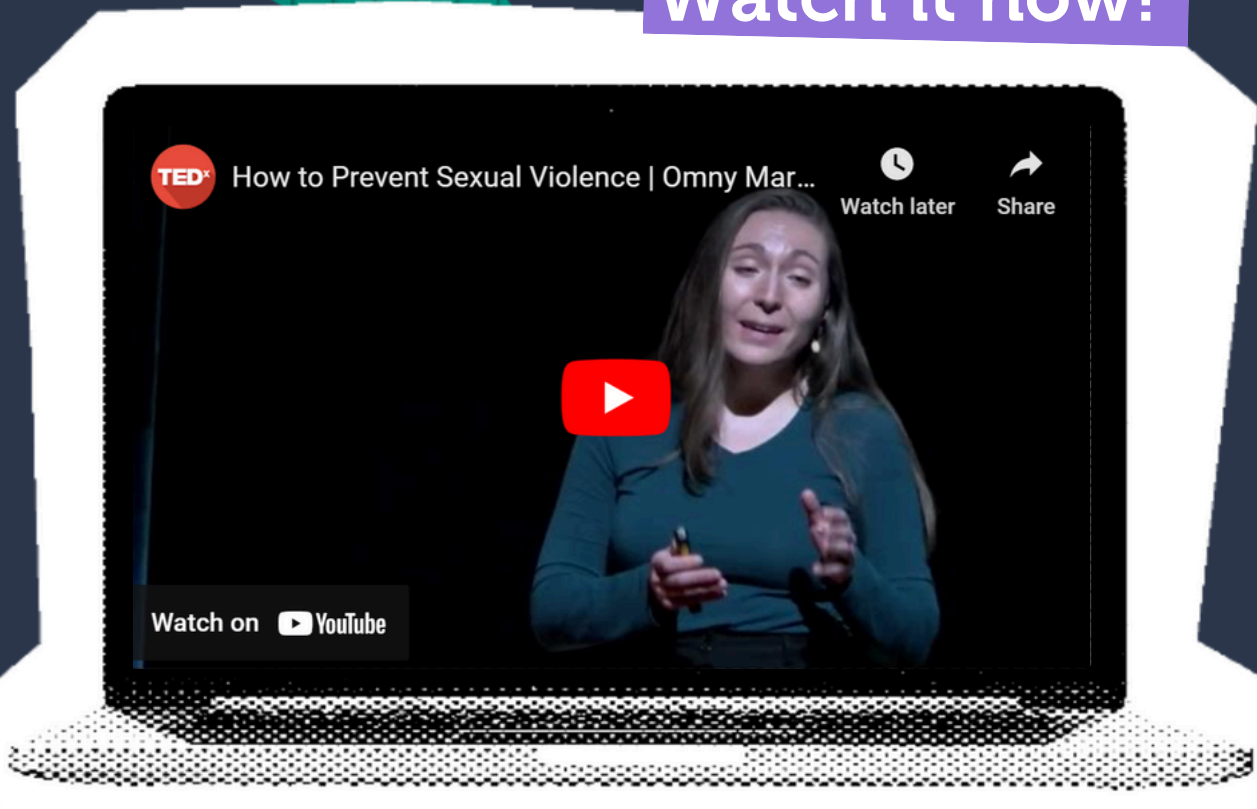 Watch it now!
TEDx How to Prevent Sexual Violence | Omny Mar...
Watch later
Share
Watch on YouTube